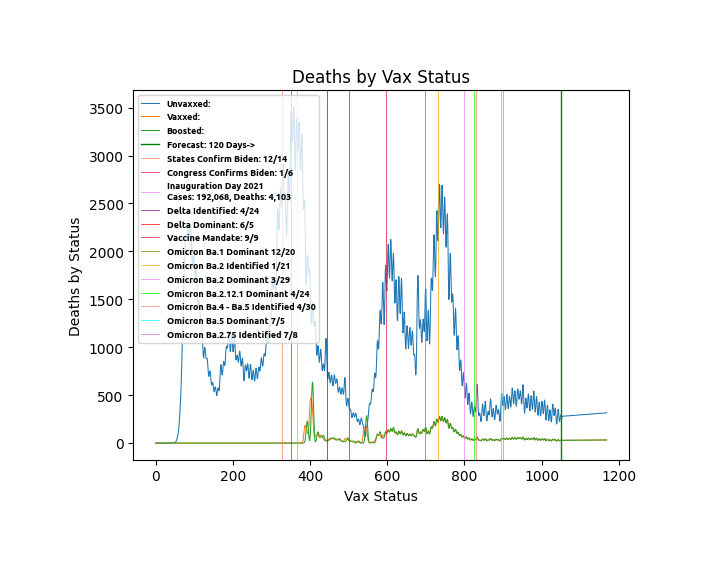 Deaths by Vax Status
Deaths by Status
3500
3000
2500
2000
1500
1000
500
0
Unvaxxed:
Vaxxed:
Boosted:
Forecast: 120 Days->
States Confirm Biden: 12/14
Congress Confirms Biden: 1/6
Inauguration Day 2021
Cases: 192,068, Deaths: 4,103
Delta Identified: 4/24
Delta Dominant: 6/5
Vaccine Mandate: 9/9
Omicron Ba.1 Dominant 12/20
Omicron Ba.2 Identified 1/21
Omicron Ba.2 Dominant 3/29
Omicron Ba.2.12.1 Dominant 4/24
Omicron Ba.4 - Ba.5 Identified 4/30
Omicron Ba.5 Dominant 7/5
Omicron Ba.2.75 Identified 7/8
0 200 400 600 800 1000 1200
Vax Status